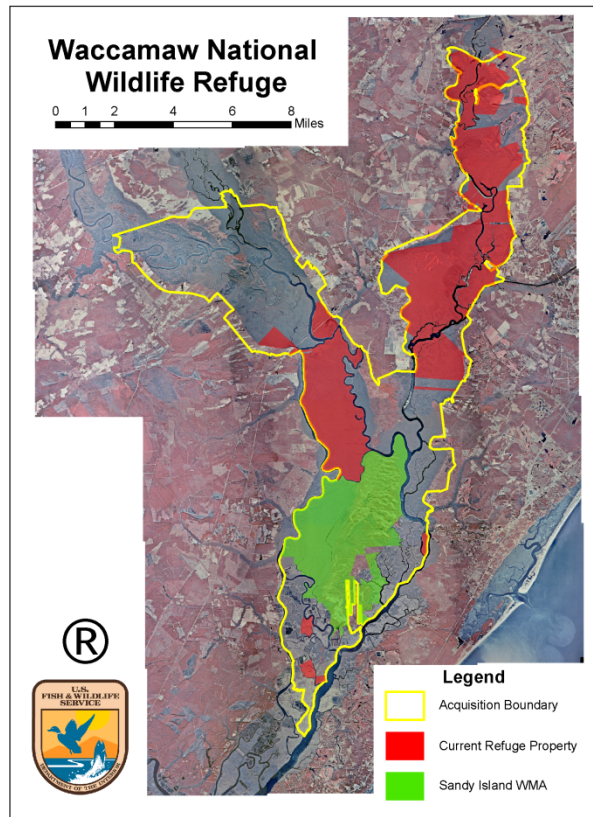 Waccamaw National
Wildlife Refuge
0 1 2 4 6 8
Miles
®
U.S.
FISH & WILDLIFE
SERVICE
DEPARTMENT OF THE INTERIOR
Legend
Acquisition Boundary
Current Refuge Property
Sandy Island WMA